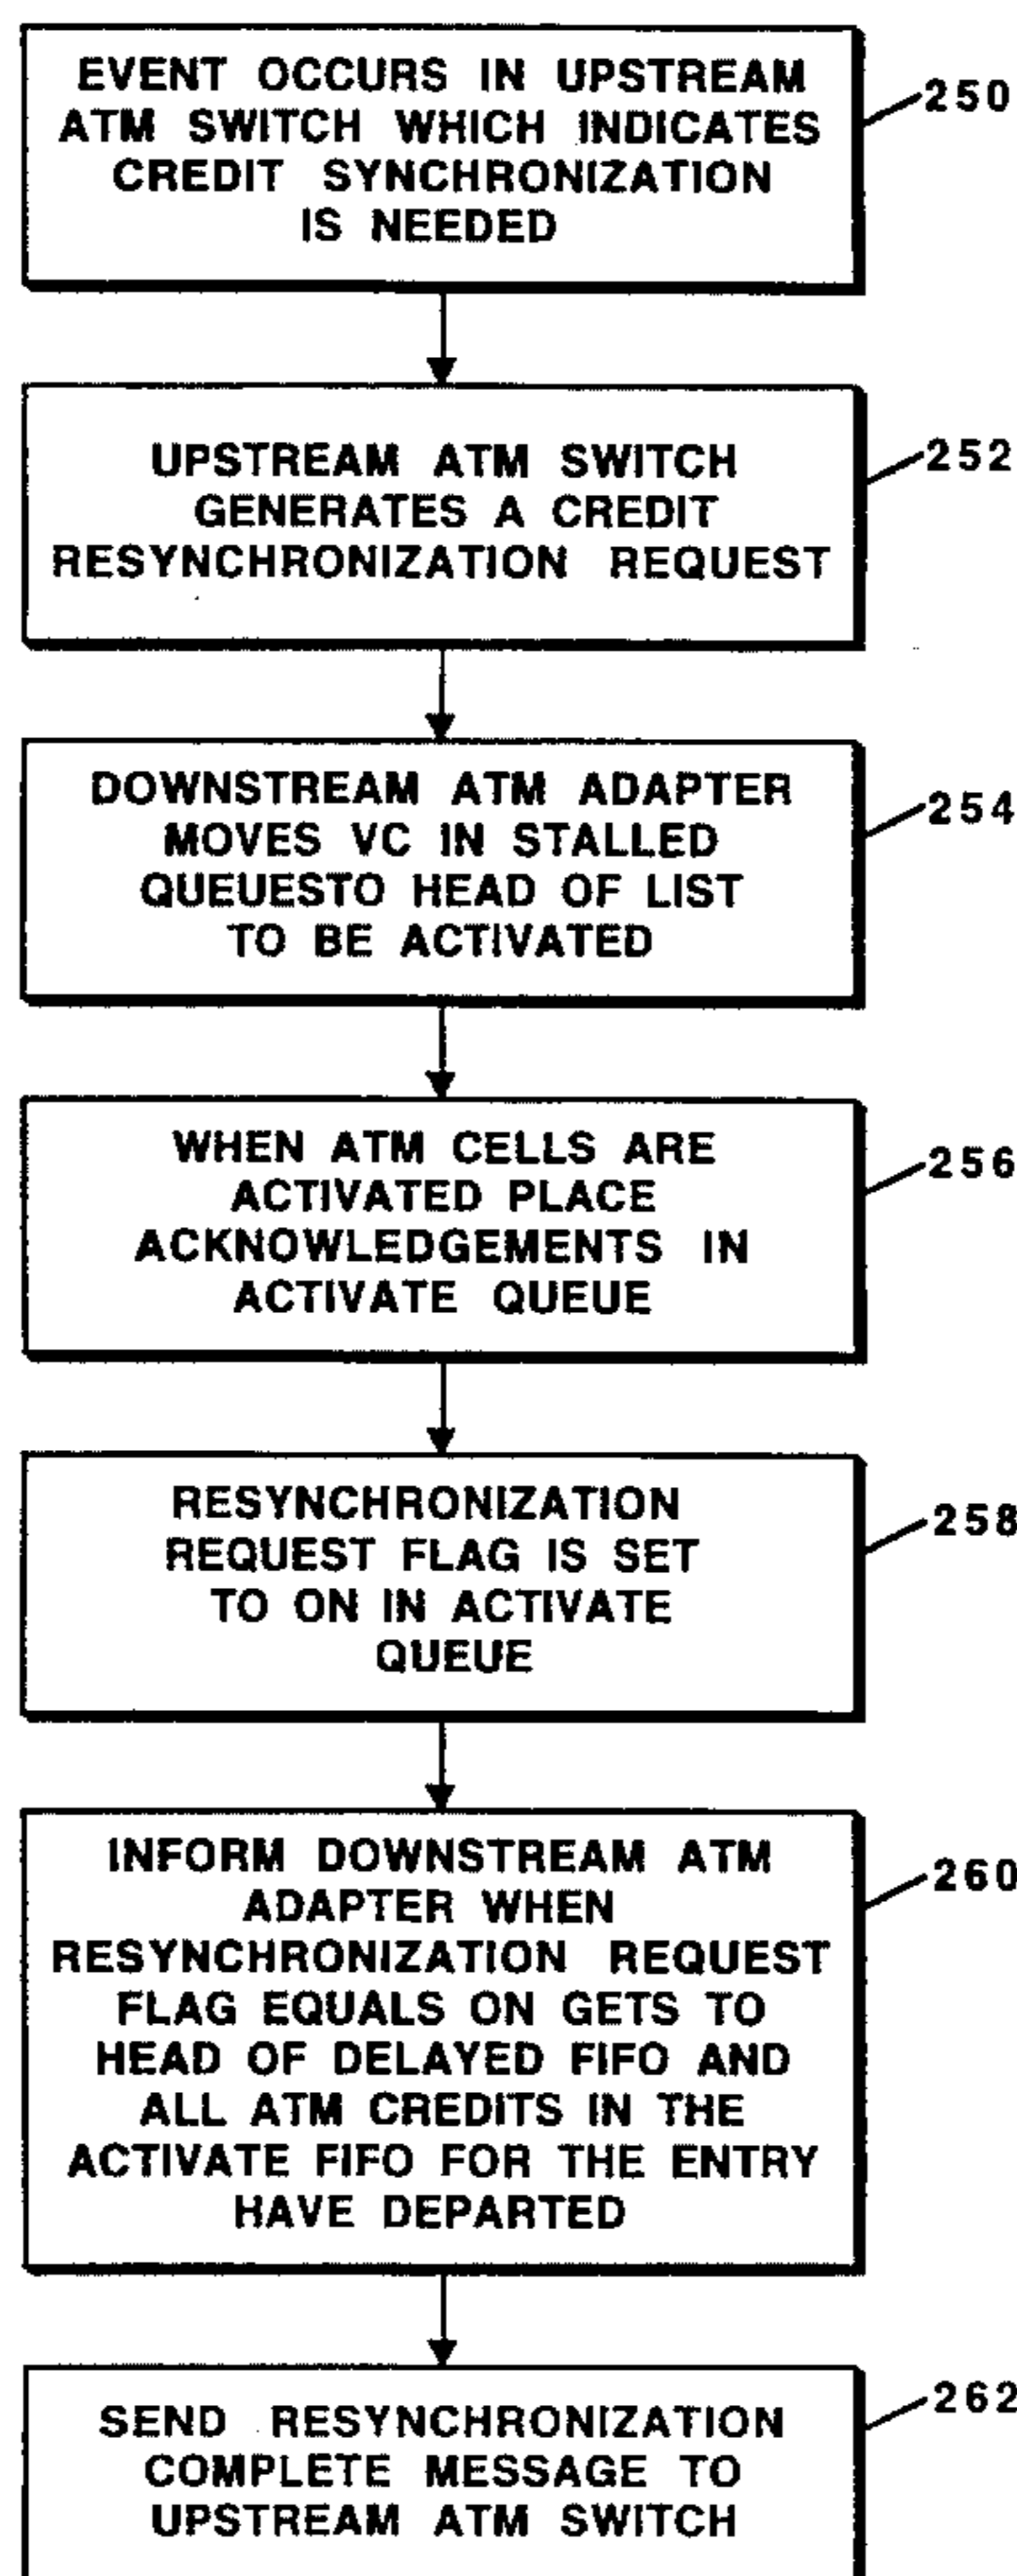 EVENT OCCURS IN UPSTREAM
ATM SWITCH WHICH INDICATES
CREDIT SYNCHRONIZATION
IS NEEDED
250
UPSTREAM ATM SWITCH
GENERATES A CREDIT
RESYNCHRONIZATION REQUEST
252
DOWNSTREAM ATM ADAPTER
MOVES VC IN STALLED
QUEUESTO HEAD OF LIST
TO BE ACTIVATED
254
WHEN ATM CELLS ARE
ACTIVATED PLACE
ACKNOWLEDGEMENTS IN
ACTIVATE QUEUE
256
RESYNCHRONIZATION
REQUEST FLAG IS SET
TO ON IN ACTIVATE
QUEUE
258
INFORM DOWNSTREAM ATM
ADAPTER WHEN
RESYNCHRONIZATION REQUEST
FLAG EQUALS ON GETS TO
HEAD OF DELAYED FIFO AND
ALL ATM CREDITS IN THE
ACTIVATE FIFO FOR THE ENTRY
HAVE DEPARTED
260
SEND RESYNCHRONIZATION
COMPLETE MESSAGE TO
UPSTREAM ATM SWITCH
262